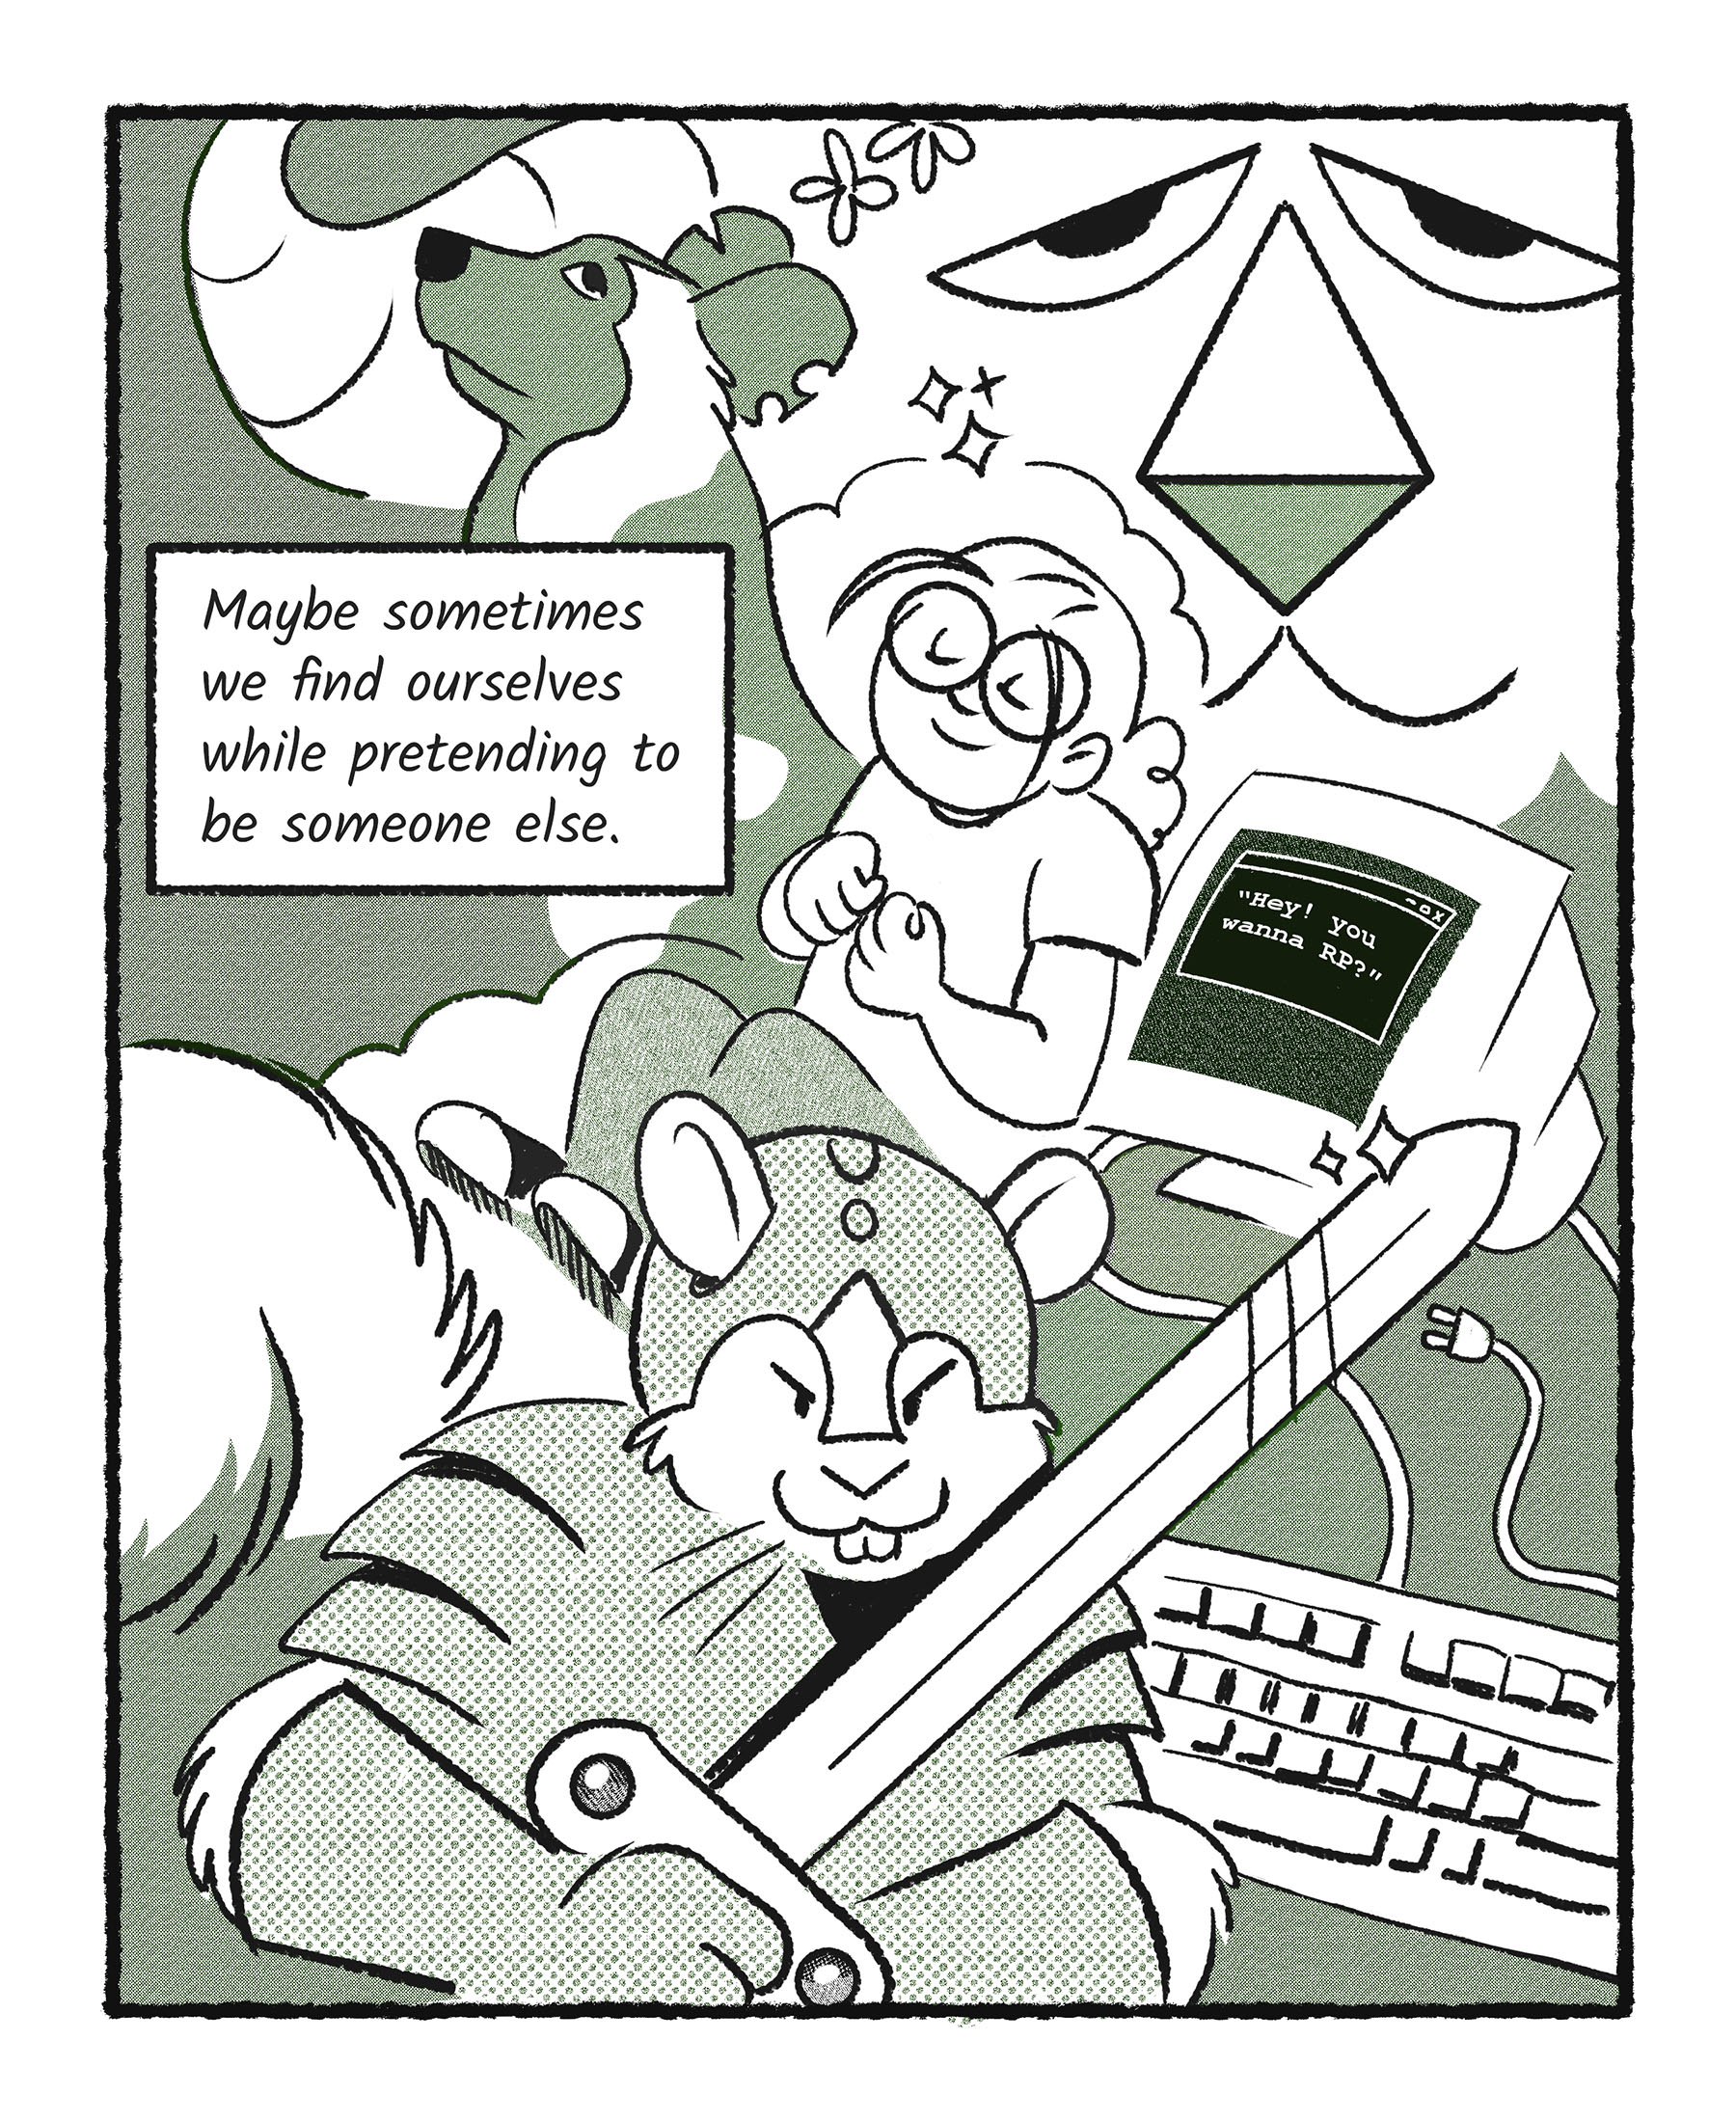 Maybe sometimes
we find ourselves
while pretending to
be someone else.
"Hey! you
wanna RP?"